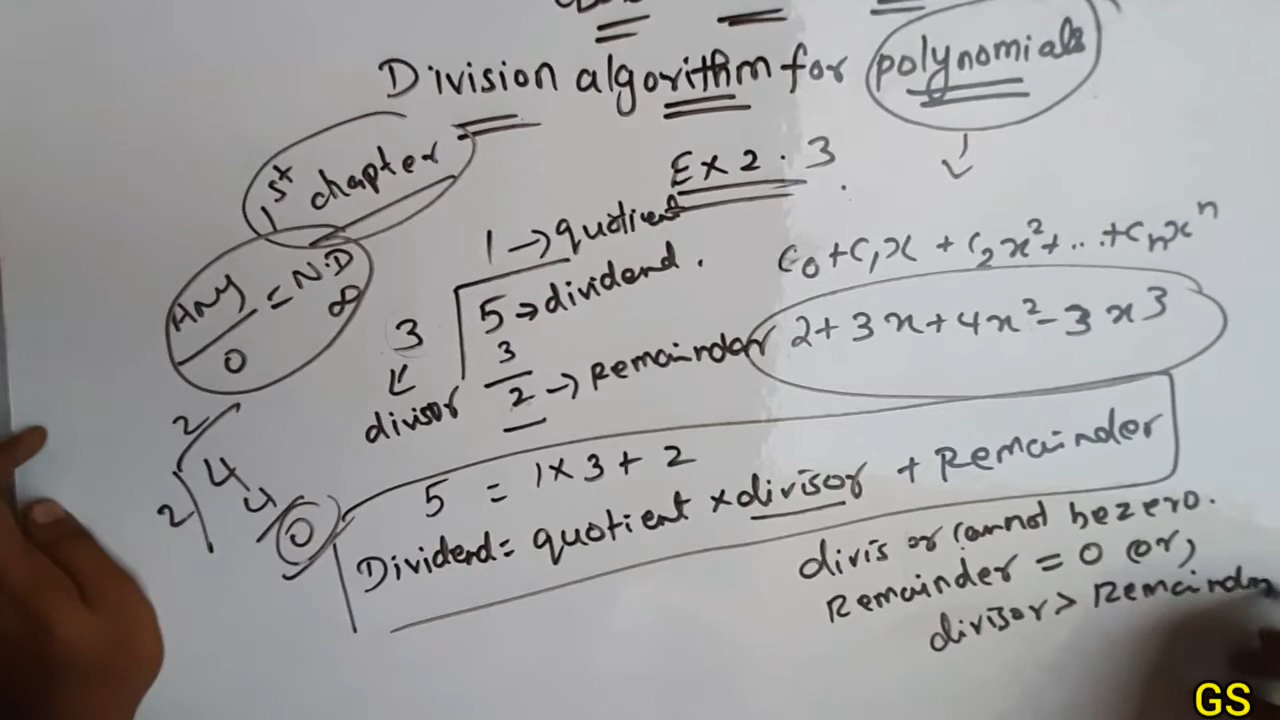 Division algorithm for polynomials
1st chapter
Ex 2.3
Any/0 = N.D
∞
1 → quotient
3
5 → dividend.
3
2 → Remainder
divisor
C₀+C₁x + C₂x²+...+Cₙxⁿ
2+3x+4x²-3x³
2
2
4
4
0
5 = 1×3+2
Dividend = quotient × divisor + Remainder
divisor cannot be zero.
Remainder = 0 or,
divisor > Remainder
GS